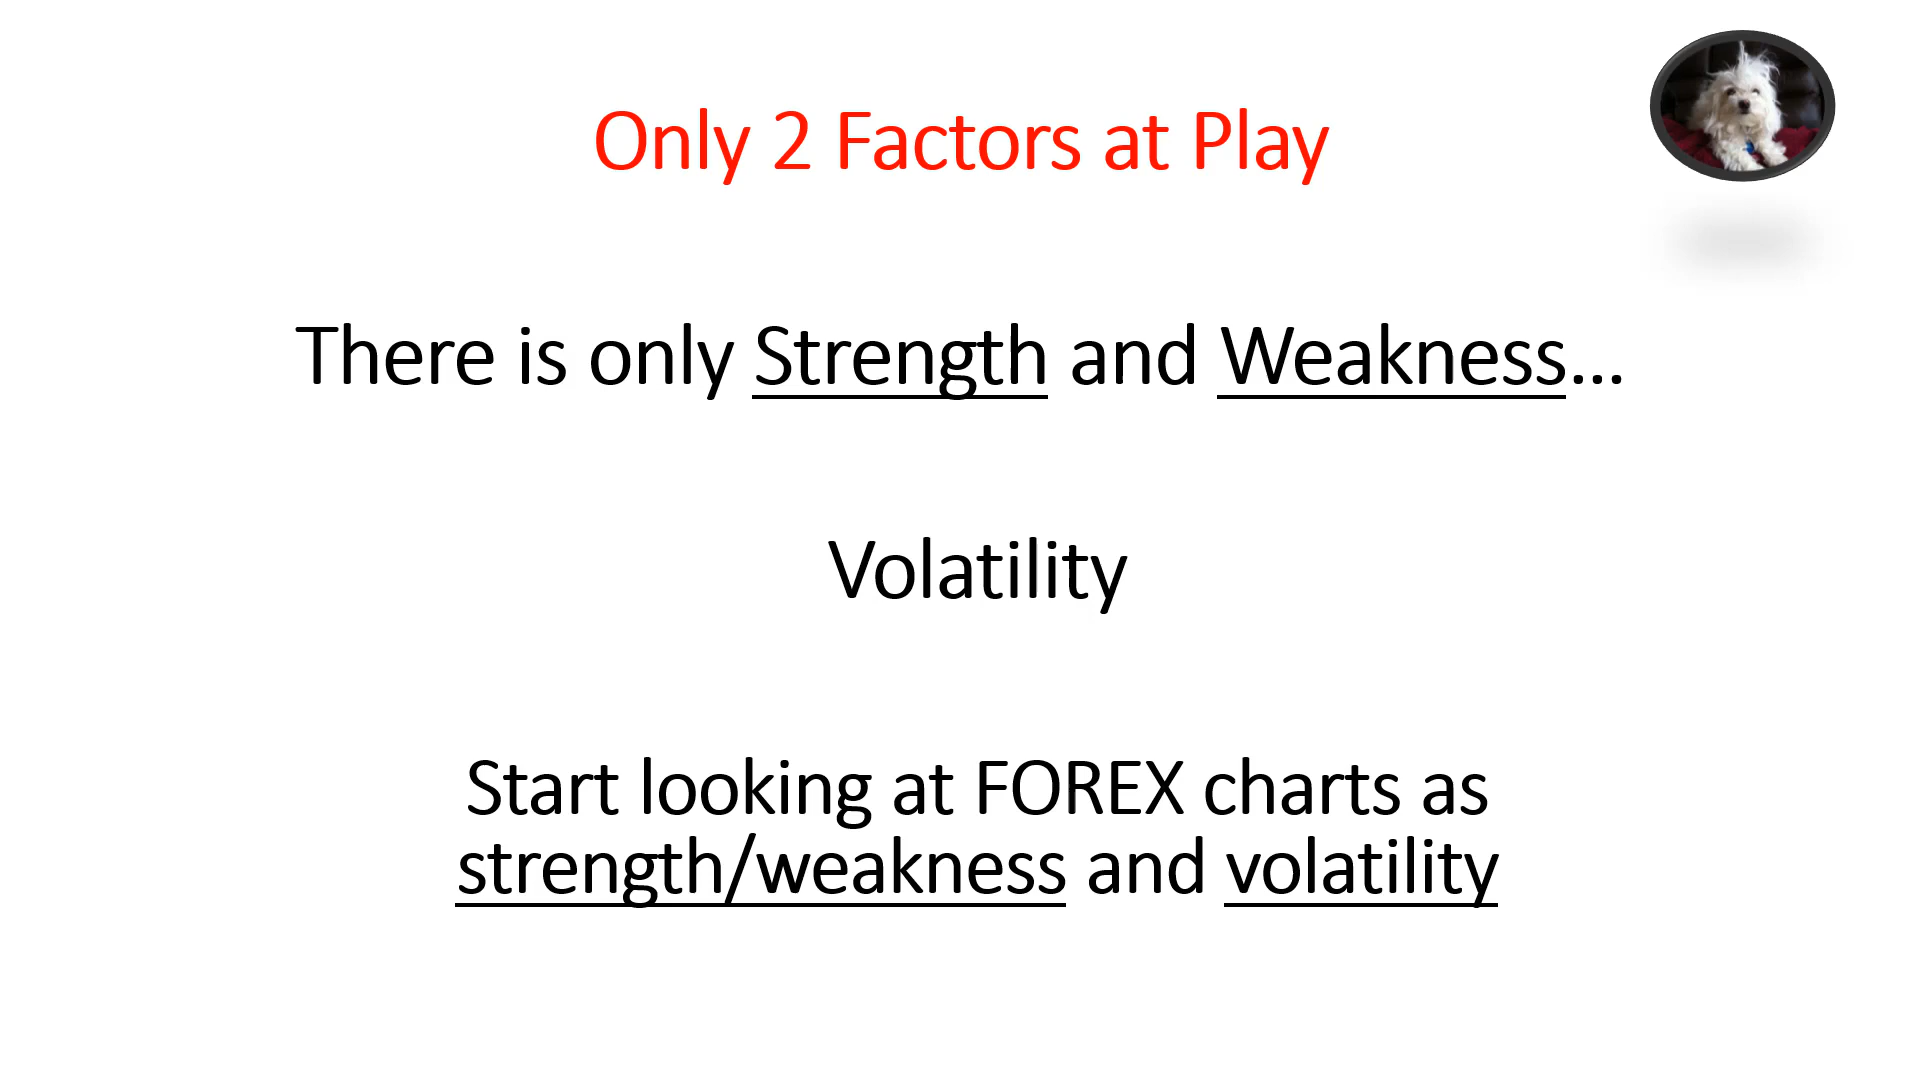 Only 2 Factors at Play
There is only Strength and Weakness...
Volatility
Start looking at FOREX charts as
strength/weakness and volatility